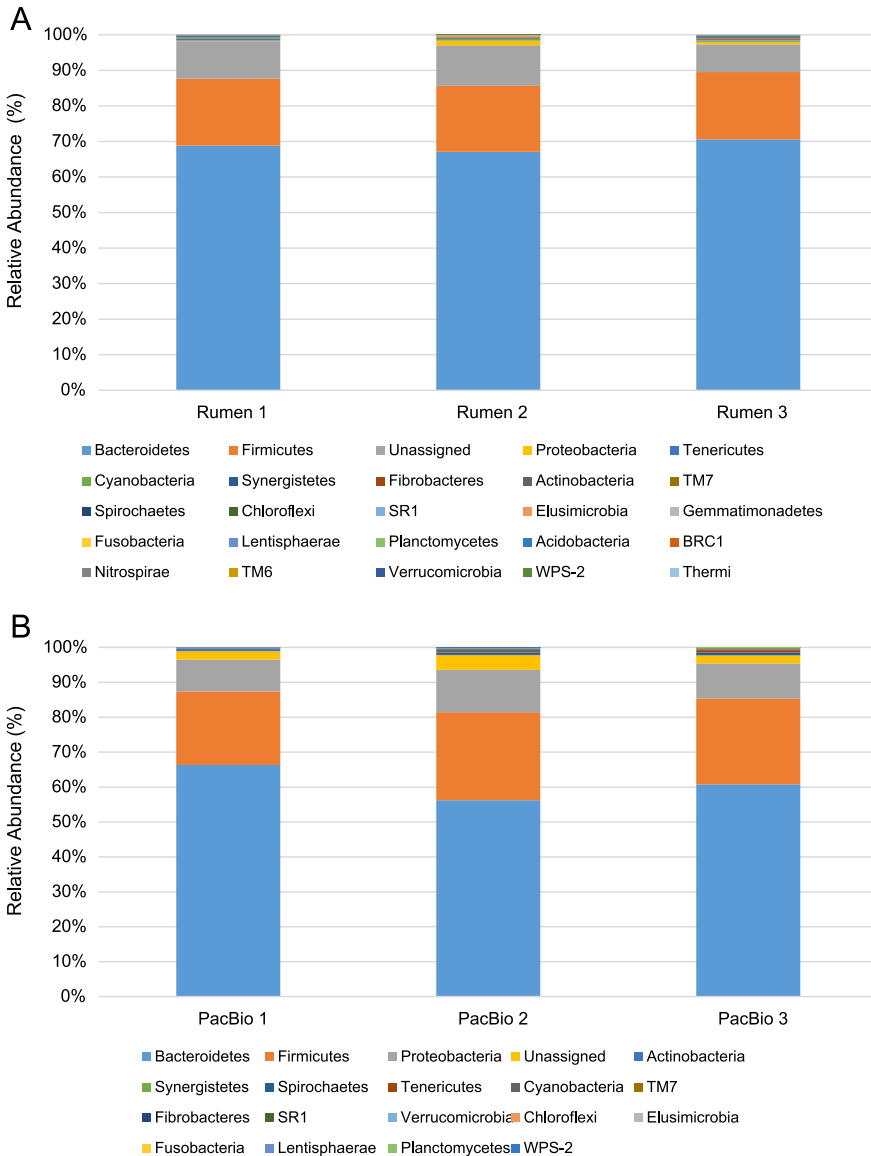 A
100%
90%
80%
70%
60%
50%
40%
30%
20%
10%
0%
Relative Abundance (%)
Rumen 1 Rumen 2 Rumen 3
Bacteroidetes Firmicutes Unassigned Proteobacteria Tenericutes
Cyanobacteria Synergistetes Fibrobacteres Actinobacteria TM7
Spirochaetes Chloroflexi SR1 Elusimicrobia Gemmatimonadetes
Fusobacteria Lentisphaerae Planctomycetes Acidobacteria BRC1
Nitrospirae TM6 Verrucomicrobia WPS-2 Thermi
B
100%
90%
80%
70%
60%
50%
40%
30%
20%
10%
0%
Relative Abundance (%)
PacBio 1 PacBio 2 PacBio 3
Bacteroidetes Firmicutes Proteobacteria Unassigned Actinobacteria
Synergistetes Spirochaetes Tenericutes Cyanobacteria TM7
Fibrobacteres SR1 Verrucomicrobia Chloroflexi Elusimicrobia
Fusobacteria Lentisphaerae Planctomycetes WPS-2